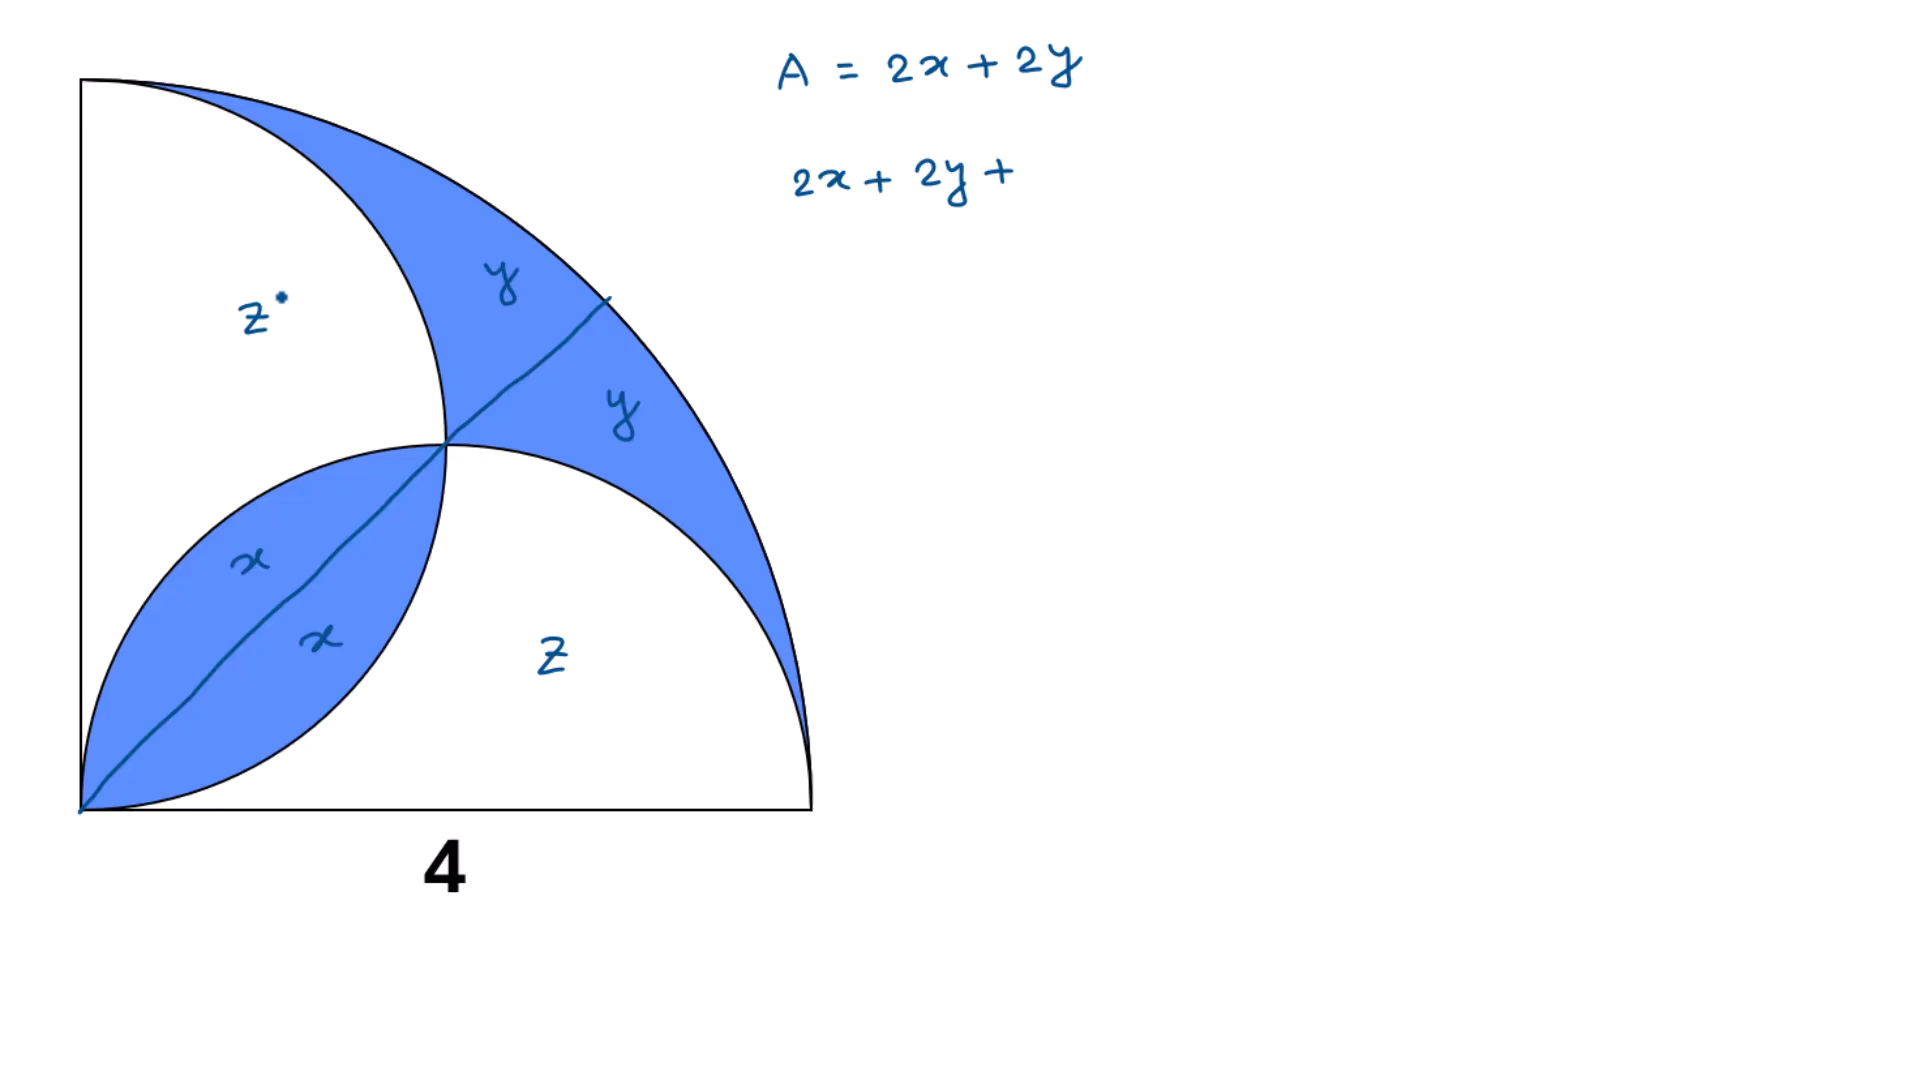 A = 2x + 2y
2x + 2y +
y
z
y
x
x
z
4